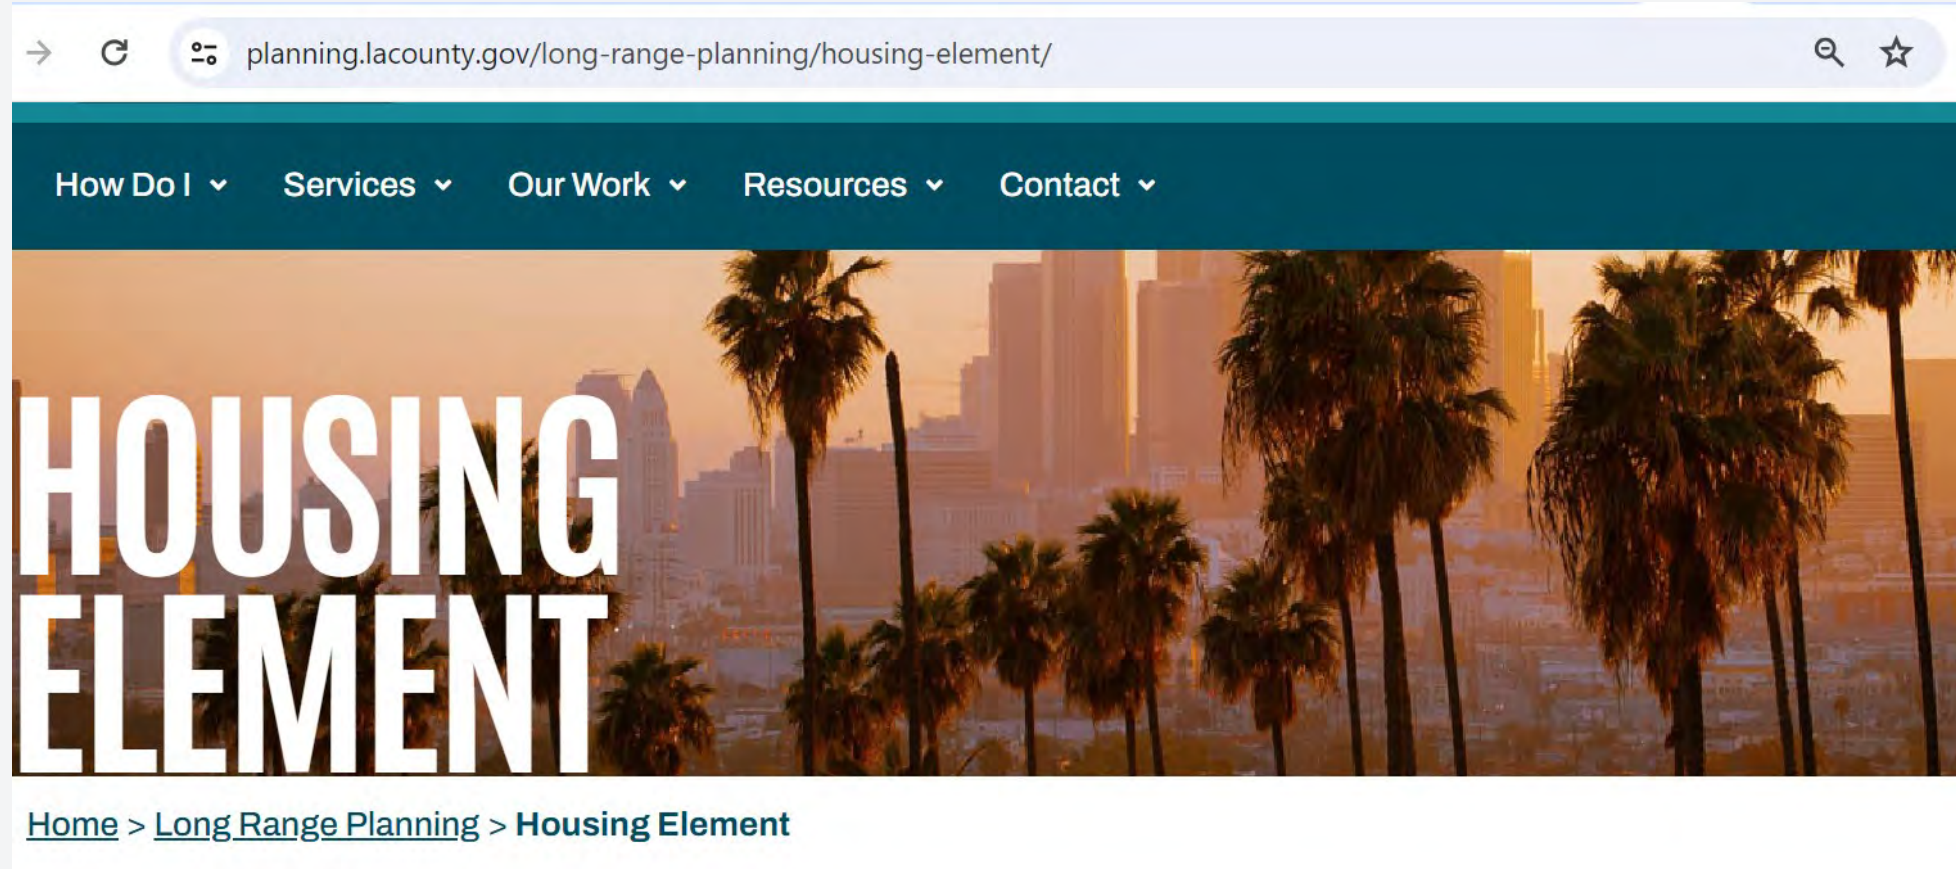 planning.lacounty.gov/long-range-planning/housing-element/
How Do I Services Our Work Resources Contact
HOUSING
ELEMENT
Home > Long Range Planning > Housing Element